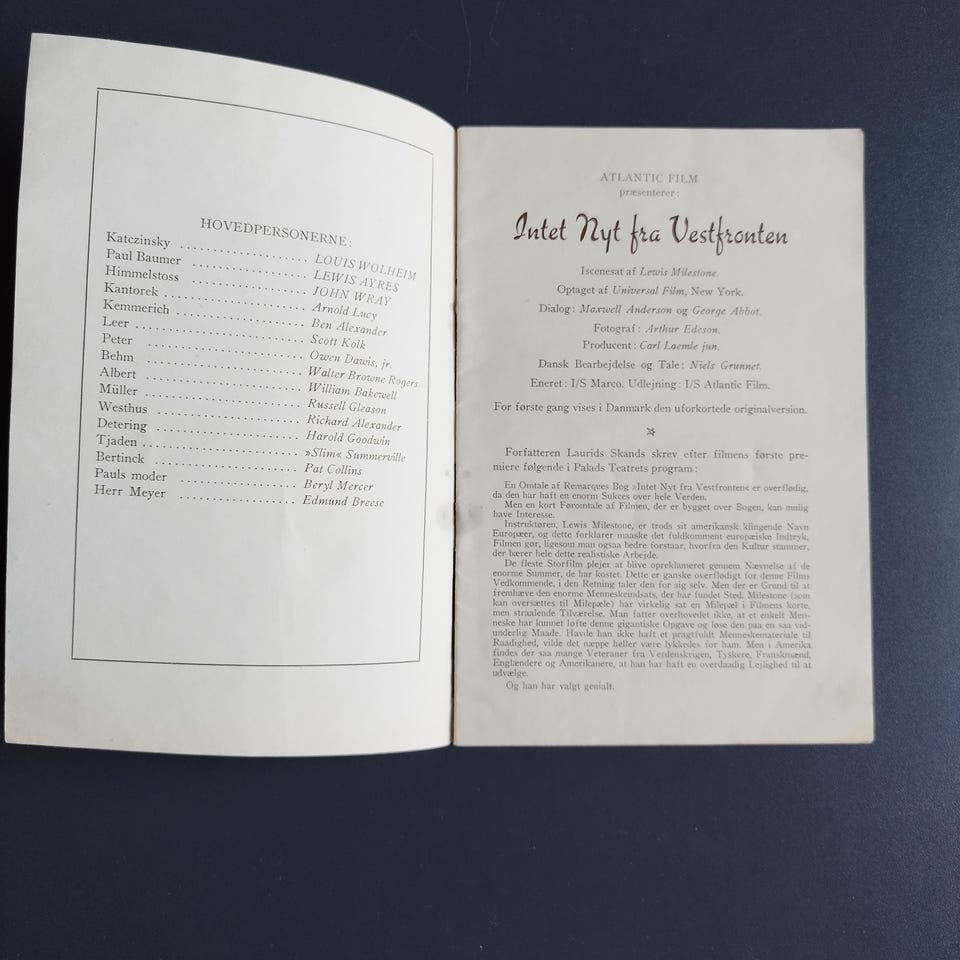 HOVEDPERSONERNE:
Katczinsky .................... LOUIS WOLHEIM
Paul Baumer .................... LEWIS AYRES
Himmelstoss .................... JOHN WRAY
Kantorek .................... Arnold Lucy
Kemmerich .................... Ben Alexander
Leer .................... Scott Kolk
Peter .................... Owen Dawis, jr.
Behm .................... Walter Browne Rogers
Albert .................... William Bakewell
Müller .................... Russell Gleason
Westhus .................... Richard Alexander
Detering .................... Harold Goodwin
Tjaden .................... »Slim« Summerville
Bertinck .................... Pat Collins
Pauls moder .................... Beryl Mercer
Herr Meyer .................... Edmund Breese
ATLANTIC FILM
præsenterer:
Intet Nyt fra Vestfronten
Iscenesat af Lewis Milestone.
Optaget af Universal Film, New York.
Dialog: Maxwell Anderson og George Abbot.
Fotograf: Arthur Edeson.
Producent: Carl Laemle jun.
Dansk Bearbejdelse og Tale: Niels Grunnet.
Eneret: I/S Marco. Udlejning: I/S Atlantic Film.
For første gang vises i Danmark den uforkortede originalversion.
Forfatteren Laurids Skands skrev efter filmens første pre-
miere følgende i Palads Teatrets program:
En Omtale af Remarques Bog »Intet Nyt fra Vestfronten« er overflødig,
da den har haft en enorm Sukces over hele Verden.
Men en kort Føromtale af Filmen, der er bygget over Bogen, kan mulig
have Interesse.
Instruktøren, Lewis Milestone, er trods sit amerikansk klingende Navn
Europæer, og dette forklarer maaske det fuldkomment europæiske Indtryk,
Filmen gør, ligesom man ogsaa bedre forstaar, hvorfra den Kultur stammer,
der bærer hele dette realistiske Arbejde.
De fleste Storfilm plejer at blive opreklameret gennem Nævnelse af de
enorme Summer, de har kostet. Dette er ganske overflødigt for denne Films
Vedkommende, i den Retning taler den for sig selv. Men der er Grund til at
fremhæve den enorme Menneskeindsats, der har fundet Sted. Milestone (som
kan oversættes til Milepæle) har virkelig sat en Milepæl i Filmens korte,
men straalende Tilværelse. Man fatter overhovedet ikke, at et enkelt Men-
neske har kunnet løfte denne gigantiske Opgave og løse den paa en saa vid-
underlig Maade. Havde han ikke haft et pragtfuldt Menneskemateriale til
Raadighed, vilde det næppe heller være lykkedes for ham. Men i Amerika
findes der saa mange Veteraner fra Verdenskrigen, Tyskere, Franskmænd,
Englændere og Amerikanere, at han har haft en overdaadig Lejlighed til at
udvælge.
Og han har valgt genialt.